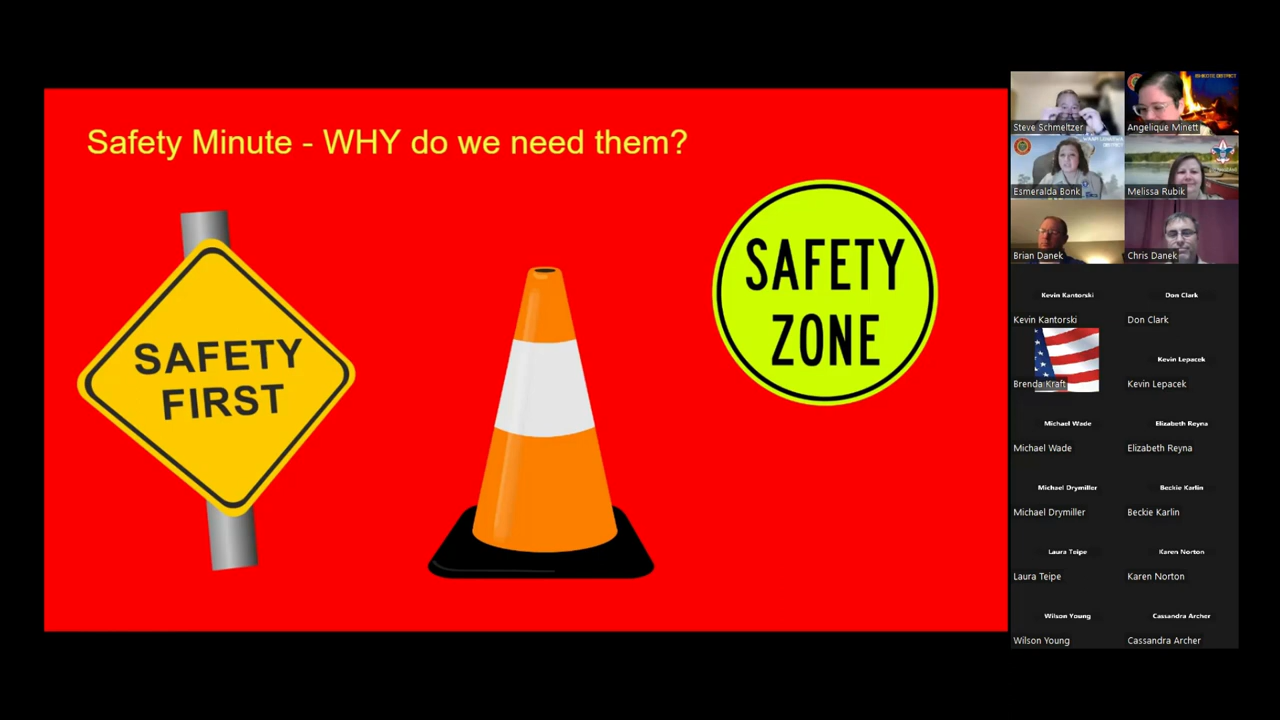 Safety Minute - WHY do we need them?
SAFETY
FIRST
SAFETY
ZONE
Steve Schmeltzer
Angelique Minett
Esmeralda Bonk
Melissa Rubik
Brian Danek
Chris Danek
Kevin Kantorski
Don Clark
Kevin Kantorski
Don Clark
Kevin Lepacek
Brenda Kraft
Kevin Lepacek
Michael Wade
Elizabeth Reyna
Michael Wade
Elizabeth Reyna
Michael Drymiller
Beckie Karlin
Michael Drymiller
Beckie Karlin
Laura Teipe
Karen Norton
Laura Teipe
Karen Norton
Wilson Young
Cassandra Archer
Wilson Young
Cassandra Archer